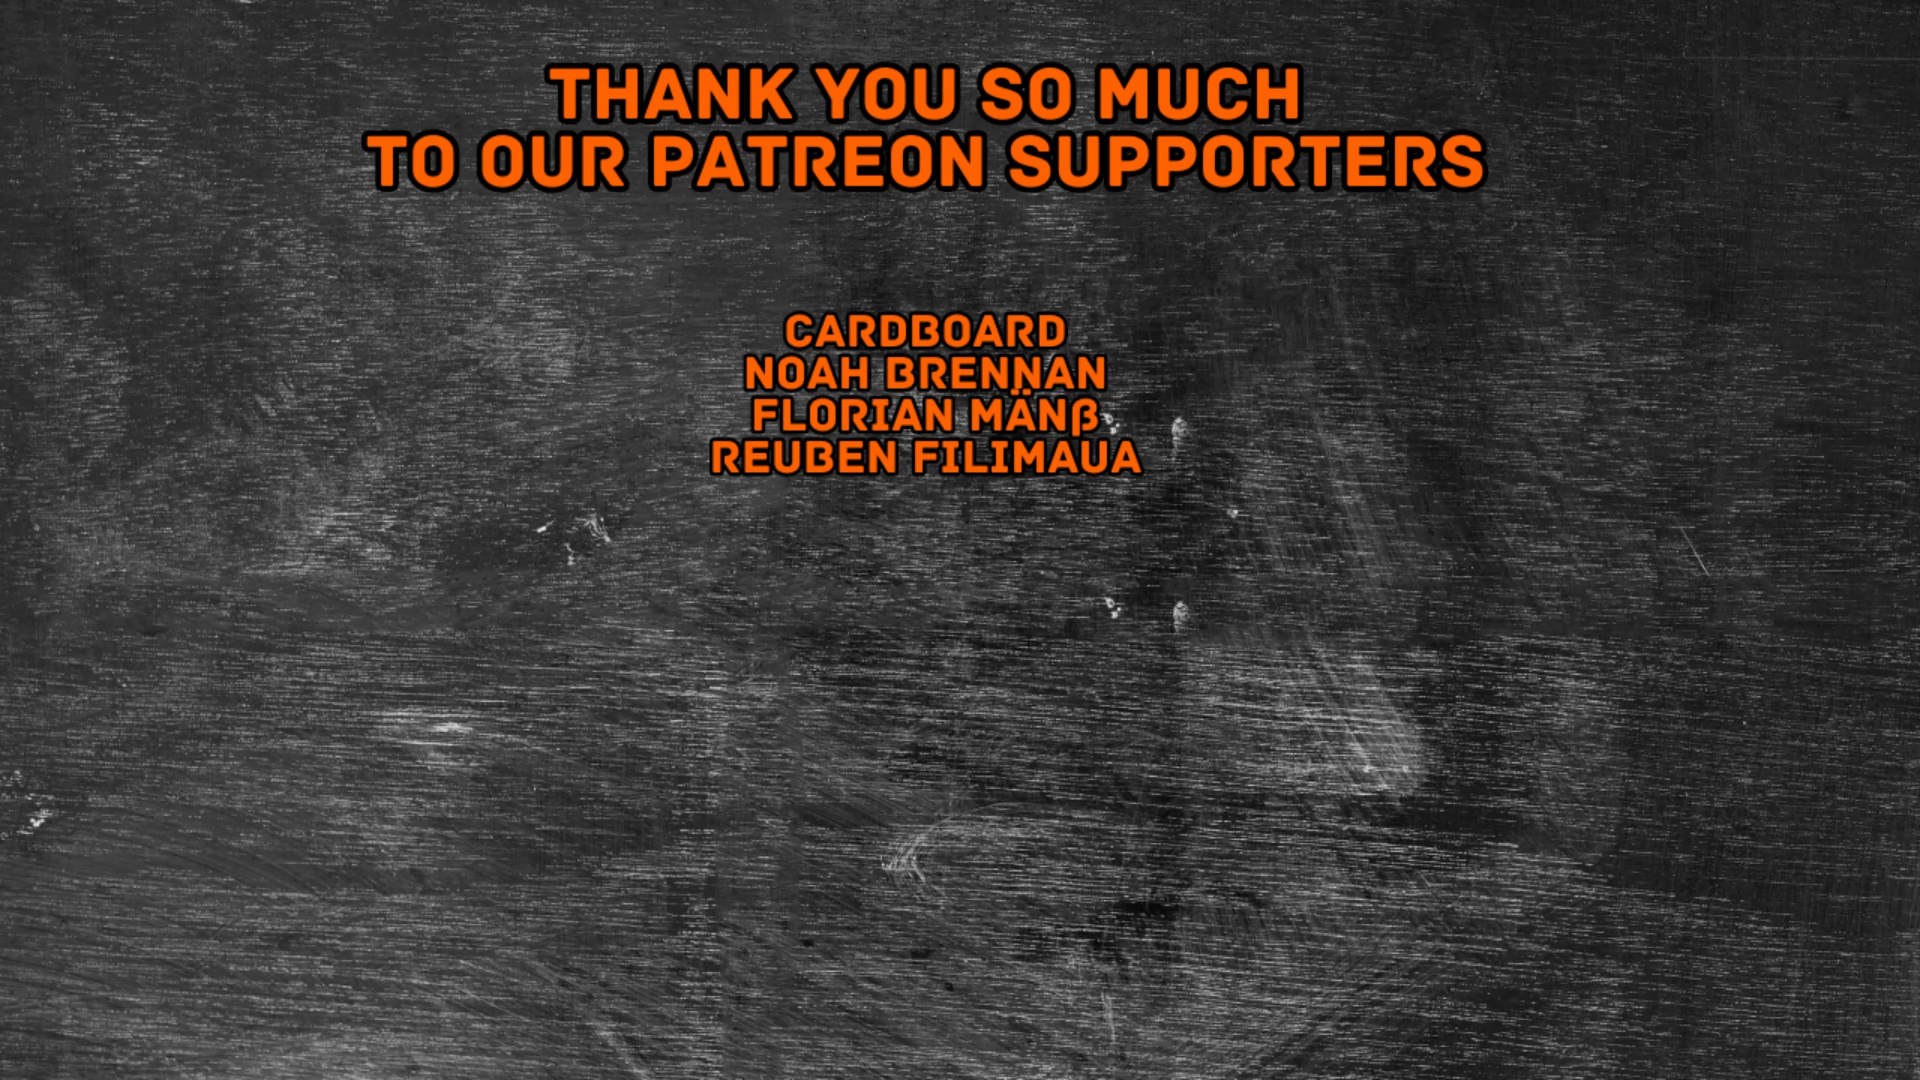 THANK YOU SO MUCH
TO OUR PATREON SUPPORTERS
CARDBOARD
NOAH BRENNAN
FLORIAN MÄNß
REUBEN FILIMAUA